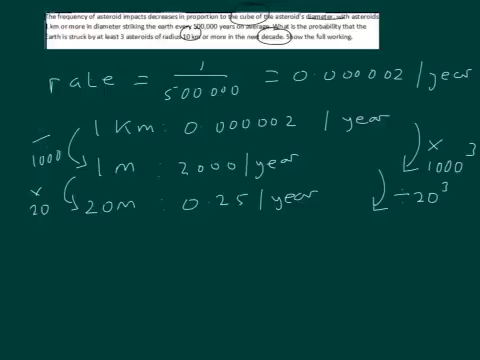 The frequency of asteroid impacts decreases in proportion to the cube of the asteroid's diameter, with asteroids
1 km or more in diameter striking the earth every 500,000 years on average. What is the probability that the
Earth is struck by at least 3 asteroids of radius 10 km or more in the next decade. Show the full working.
rate = 1/500000 = 0.000002 / year
1 Km : 0.000002 / year
÷ 1000
x 1000³
1 m : 2000 / year
x 20
÷ 20³
20m : 0.25 / year